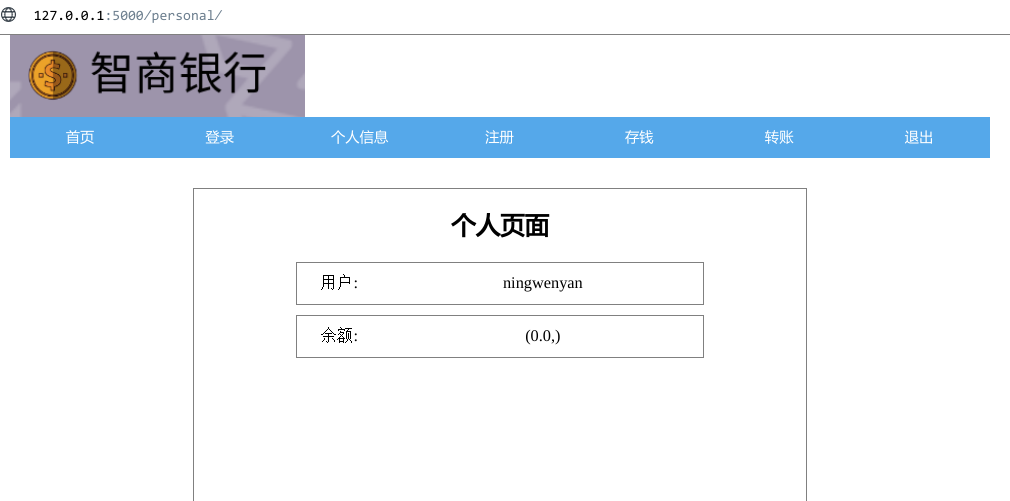 127.0.0.1:5000/personal/
智商银行
首页 登录 个人信息 注册 存钱 转账 退出
个人页面
用户: ningwenyan
余额: (0.0,)